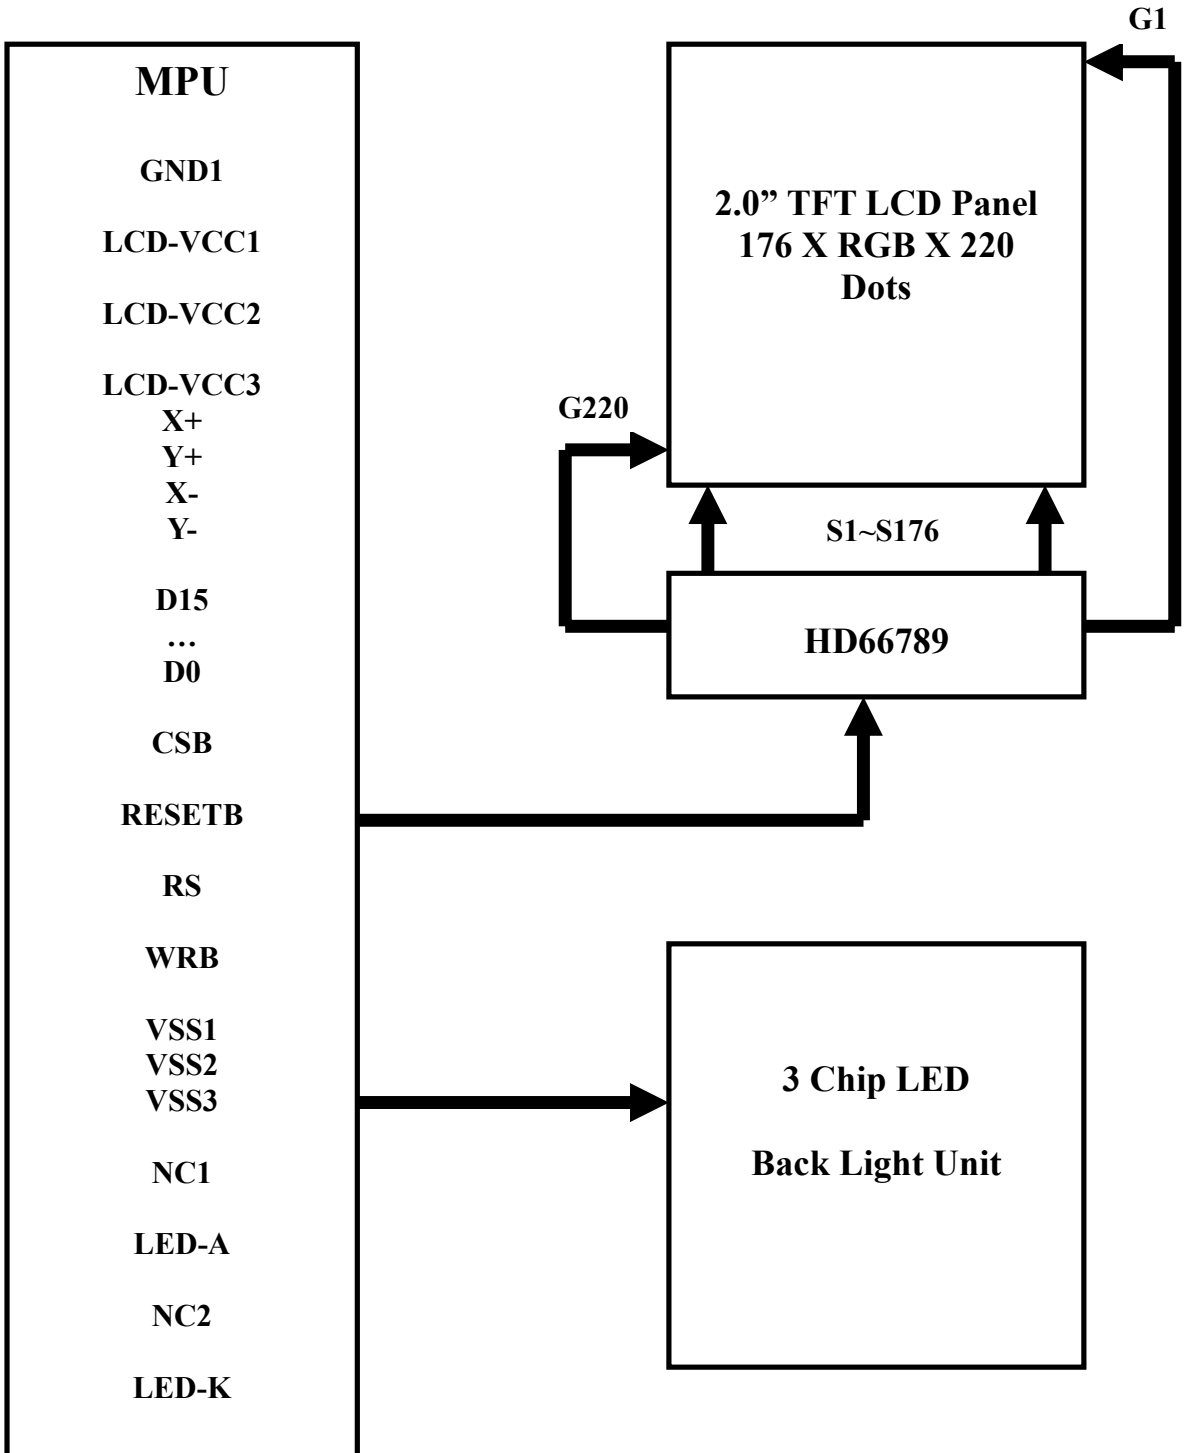 MPU
GND1
LCD-VCC1
LCD-VCC2
LCD-VCC3
X+
Y+
X-
Y-
D15
…
D0
CSB
RESETB
RS
WRB
VSS1
VSS2
VSS3
NC1
LED-A
NC2
LED-K
G1
2.0” TFT LCD Panel
176 X RGB X 220
Dots
G220
S1~S176
HD66789
3 Chip LED
Back Light Unit